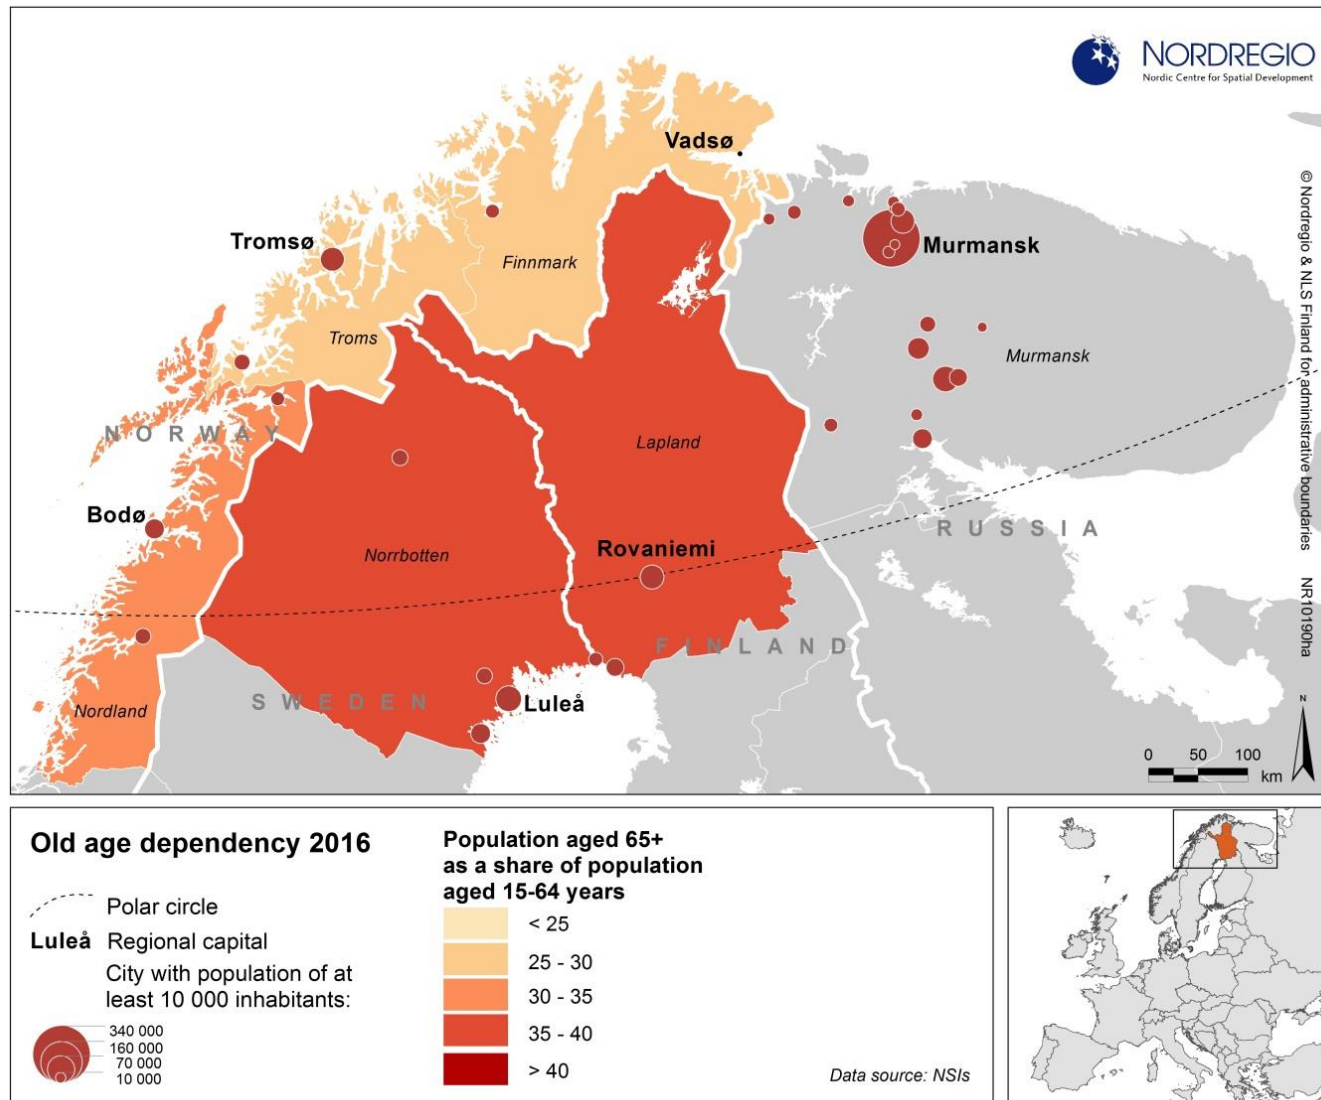 NORDREGIO
Nordic Centre for Spatial Development
Vadsø
Tromsø
Murmansk
Finnmark
Troms
Murmansk
NORWAY
Lapland
Bodø
RUSSIA
Norrbotten
Rovaniemi
FINLAND
SWEDEN
Luleå
Nordland
© Nordregio & NLS Finland for administrative boundaries
NR10190ha
N
0 50 100
km
Old age dependency 2016
Polar circle
Luleå Regional capital
City with population of at
least 10 000 inhabitants:
340 000
160 000
70 000
10 000
Population aged 65+
as a share of population
aged 15-64 years
< 25
25 - 30
30 - 35
35 - 40
> 40
Data source: NSIs